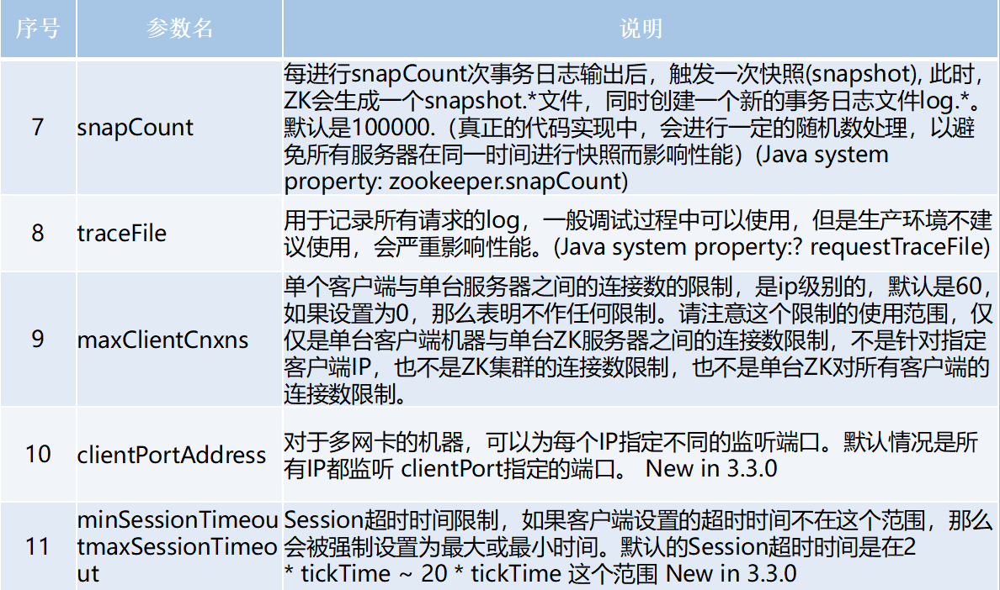 序号 参数名 说明
7 snapCount
每进行snapCount次事务日志输出后，触发一次快照(snapshot), 此时，
ZK会生成一个snapshot.*文件，同时创建一个新的事务日志文件log.*。
默认是100000.（真正的代码实现中，会进行一定的随机数处理，以避
免所有服务器在同一时间进行快照而影响性能）(Java system
property: zookeeper.snapCount)
8 traceFile
用于记录所有请求的log，一般调试过程中可以使用，但是生产环境不建
议使用，会严重影响性能。(Java system property:? requestTraceFile)
9 maxClientCnxns
单个客户端与单台服务器之间的连接数的限制，是ip级别的，默认是60，
如果设置为0，那么表明不作任何限制。请注意这个限制的使用范围，仅
仅是单台客户端机器与单台ZK服务器之间的连接数限制，不是针对指定
客户端IP，也不是ZK集群的连接数限制，也不是单台ZK对所有客户端的
连接数限制。
10 clientPortAddress
对于多网卡的机器，可以为每个IP指定不同的监听端口。默认情况是所
有IP都监听 clientPort指定的端口。 New in 3.3.0
11
minSessionTimeou
tmaxSessionTimeo
ut
Session超时时间限制，如果客户端设置的超时时间不在这个范围，那么
会被强制设置为最大或最小时间。默认的Session超时时间是在2
* tickTime ~ 20 * tickTime 这个范围 New in 3.3.0